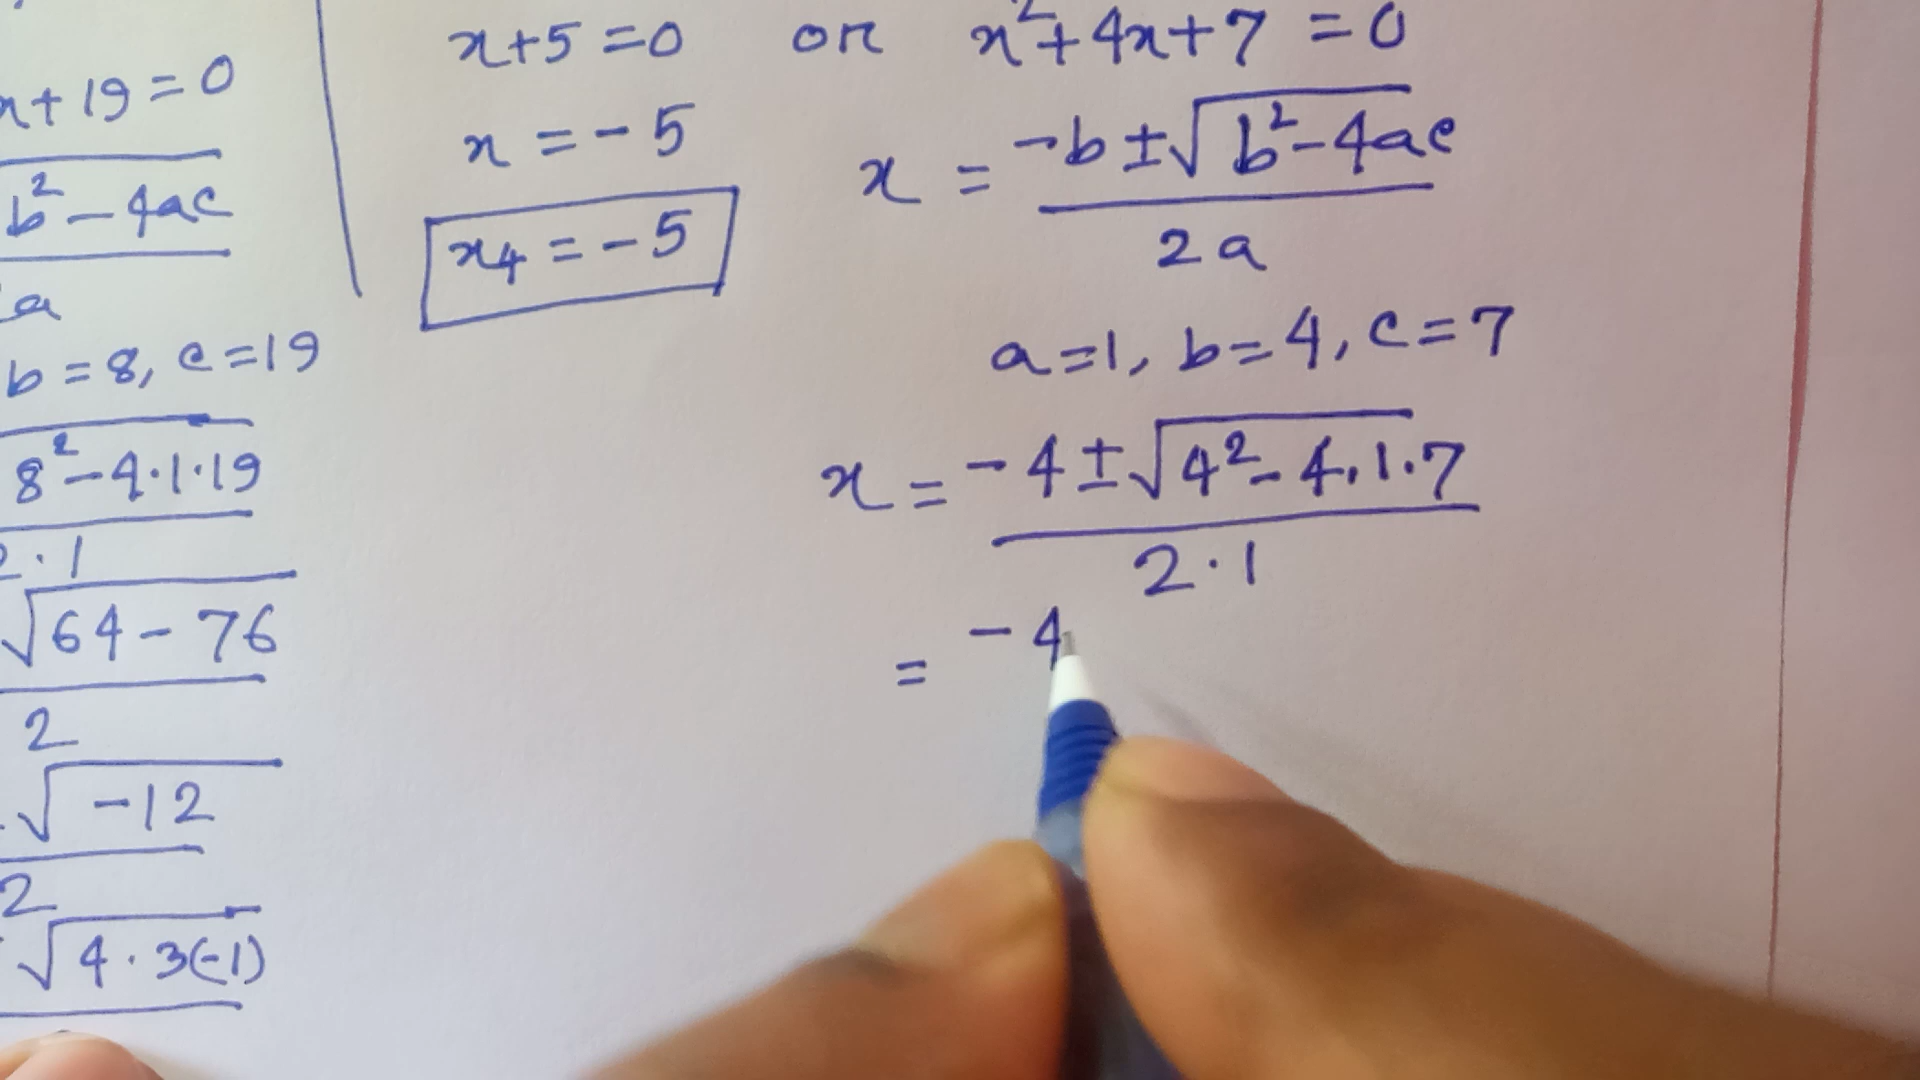 x+19=0
b²-4ac
a
b=8, c=19
8²-4·1·19
2·1
√64-76
2
√-12
2
√4·3(-1)
x+5=0 or x²+4x+7=0
x=-5
x₄=-5
x = -b±√b²-4ac
2a
a=1, b=4, c=7
x = -4±√4²-4.1.7
2·1
= -4